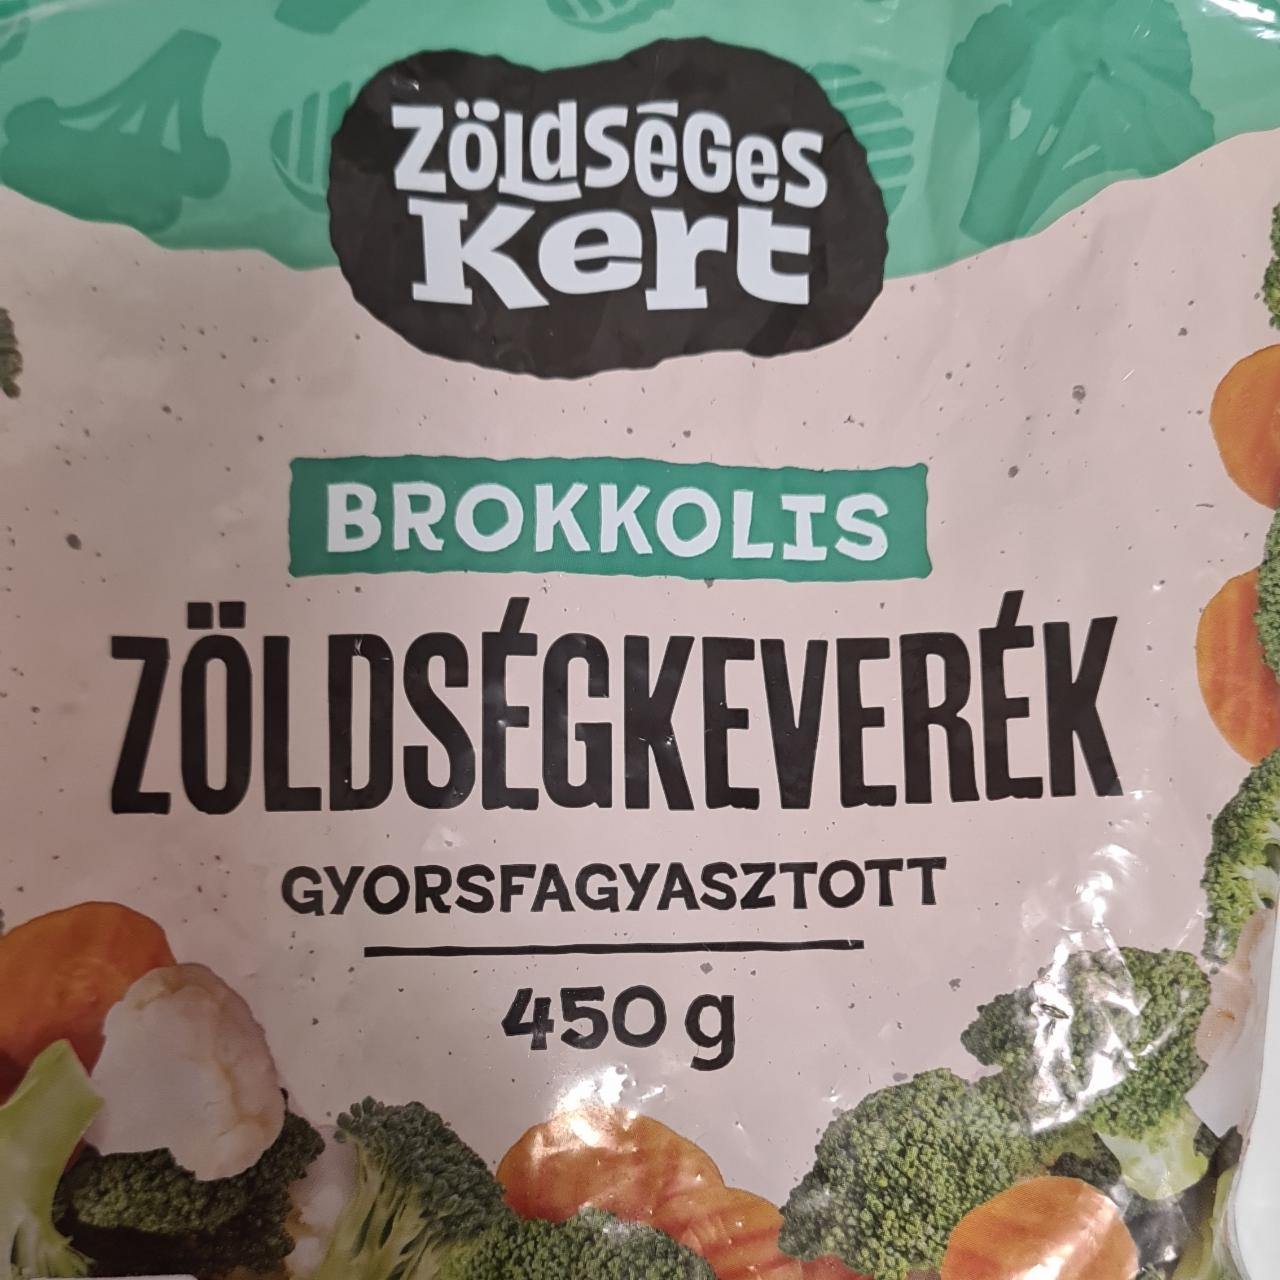 Zöldséges
Kert
BROKKOLIS
ZÖLDSÉGKEVERÉK
GYORSFAGYASZTOTT
450 g